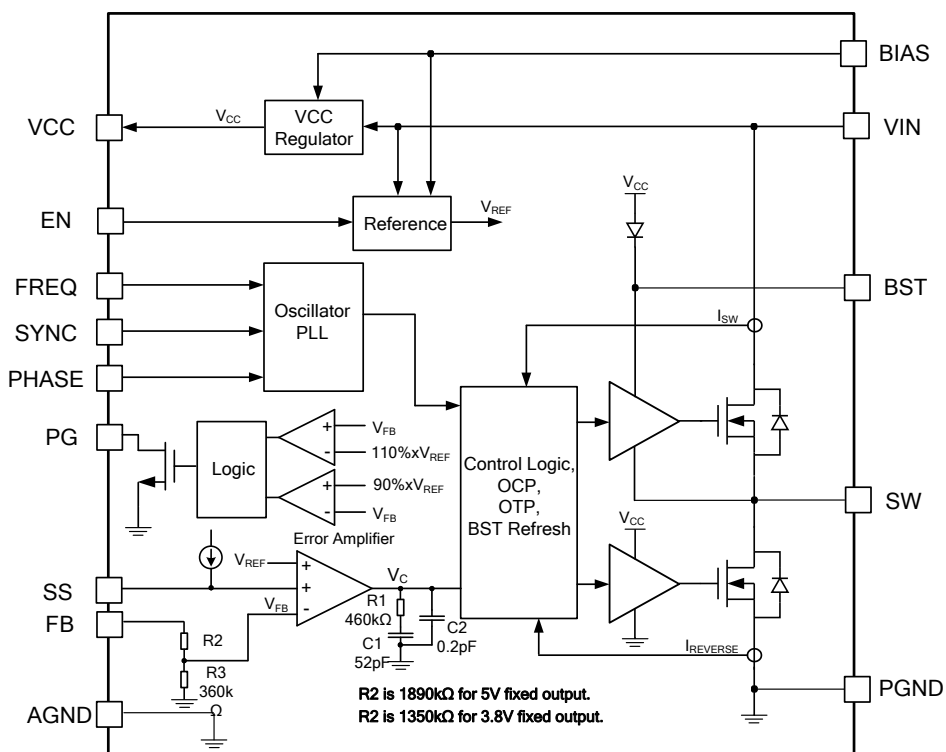 BIAS
VCC
VCC
VCC
Regulator
VIN
EN
Reference
VREF
VCC
FREQ
SYNC
PHASE
Oscillator
PLL
BST
ISW
PG
Logic
+
-
VFB
110%xVREF
+
-
90%xVREF
VFB
Control Logic,
OCP,
OTP,
BST Refresh
SW
VCC
Error Amplifier
SS
VREF
+
+
-
VFB
VC
FB
R1
460kΩ
C1
52pF
C2
0.2pF
R2
R3
360k
Ω
IREVERSE
AGND
PGND
R2 is 1890kΩ for 5V fixed output.
R2 is 1350kΩ for 3.8V fixed output.